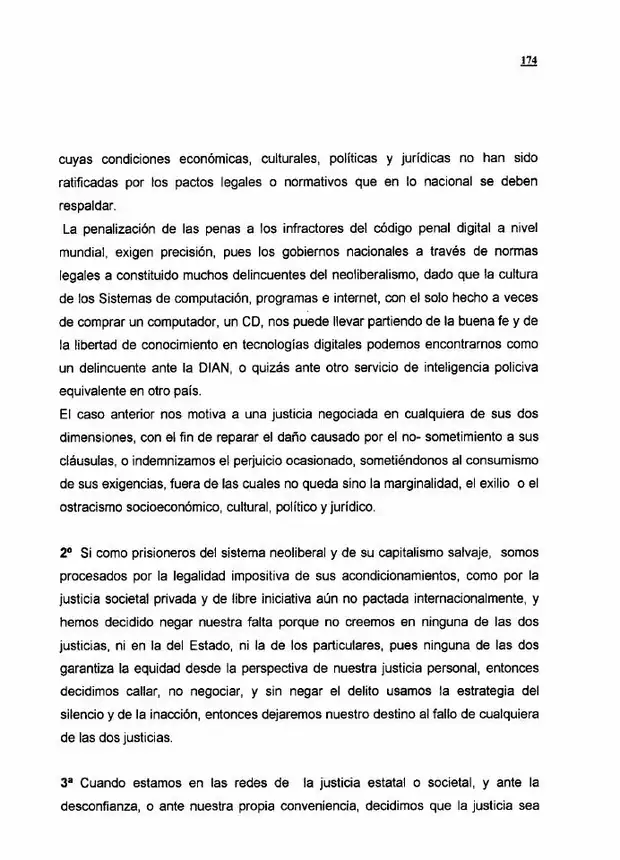 174
cuyas condiciones económicas, culturales, políticas y jurídicas no han sido
ratificadas por los pactos legales o normativos que en lo nacional se deben
respaldar.
La penalización de las penas a los infractores del código penal digital a nivel
mundial, exigen precisión, pues los gobiernos nacionales a través de normas
legales a constituido muchos delincuentes del neoliberalismo, dado que la cultura
de los Sistemas de computación, programas e internet, con el solo hecho a veces
de comprar un computador, un CD, nos puede llevar partiendo de la buena fe y de
la libertad de conocimiento en tecnologías digitales podemos encontrarnos como
un delincuente ante la DIAN, o quizás ante otro servicio de inteligencia policiva
equivalente en otro país.
El caso anterior nos motiva a una justicia negociada en cualquiera de sus dos
dimensiones, con el fin de reparar el daño causado por el no- sometimiento a sus
cláusulas, o indemnizamos el perjuicio ocasionado, sometiéndonos al consumismo
de sus exigencias, fuera de las cuales no queda sino la marginalidad, el exilio o el
ostracismo socioeconómico, cultural, político y jurídico.
2º Si como prisioneros del sistema neoliberal y de su capitalismo salvaje, somos
procesados por la legalidad impositiva de sus acondicionamientos, como por la
justicia societal privada y de libre iniciativa aún no pactada internacionalmente, y
hemos decidido negar nuestra falta porque no creemos en ninguna de las dos
justicias, ni en la del Estado, ni la de los particulares, pues ninguna de las dos
garantiza la equidad desde la perspectiva de nuestra justicia personal, entonces
decidimos callar, no negociar, y sin negar el delito usamos la estrategia del
silencio y de la inacción, entonces dejaremos nuestro destino al fallo de cualquiera
de las dos justicias.
3ª Cuando estamos en las redes de la justicia estatal o societal, y ante la
desconfianza, o ante nuestra propia conveniencia, decidimos que la justicia sea